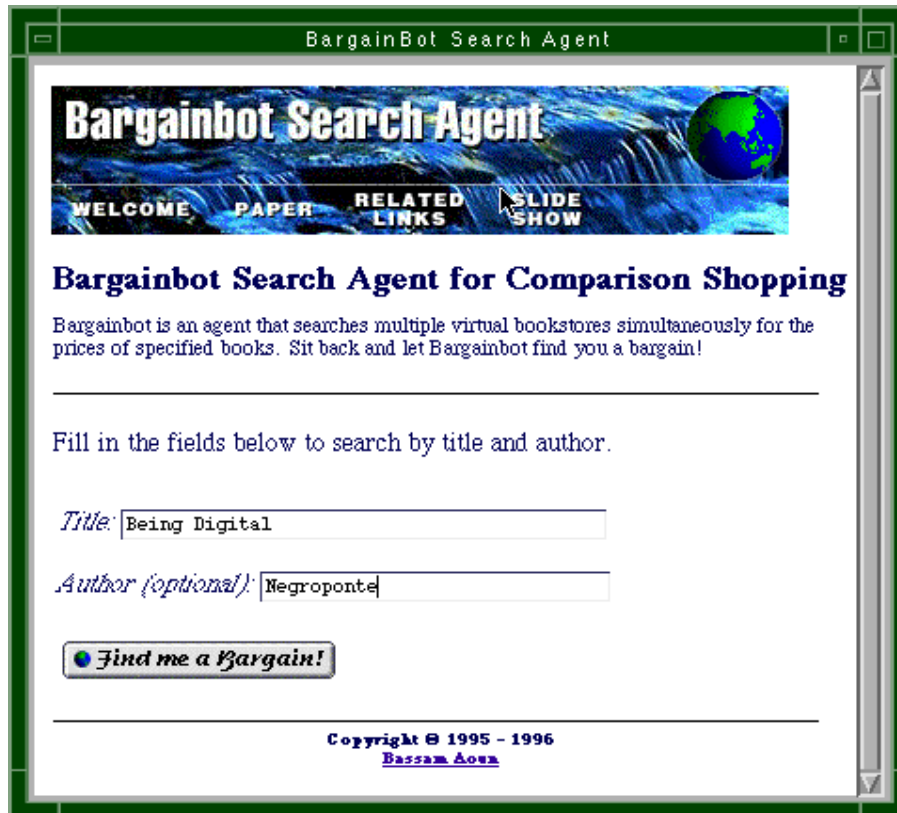 BargainBot Search Agent
Bargainbot Search Agent
WELCOME PAPER RELATED LINKS SLIDE SHOW
Bargainbot Search Agent for Comparison Shopping
Bargainbot is an agent that searches multiple virtual bookstores simultaneously for the
prices of specified books. Sit back and let Bargainbot find you a bargain!
Fill in the fields below to search by title and author.
Title: Being Digital
Author (optional): Negroponte
Find me a Bargain!
Copyright © 1995 - 1996
Bassam Aoun